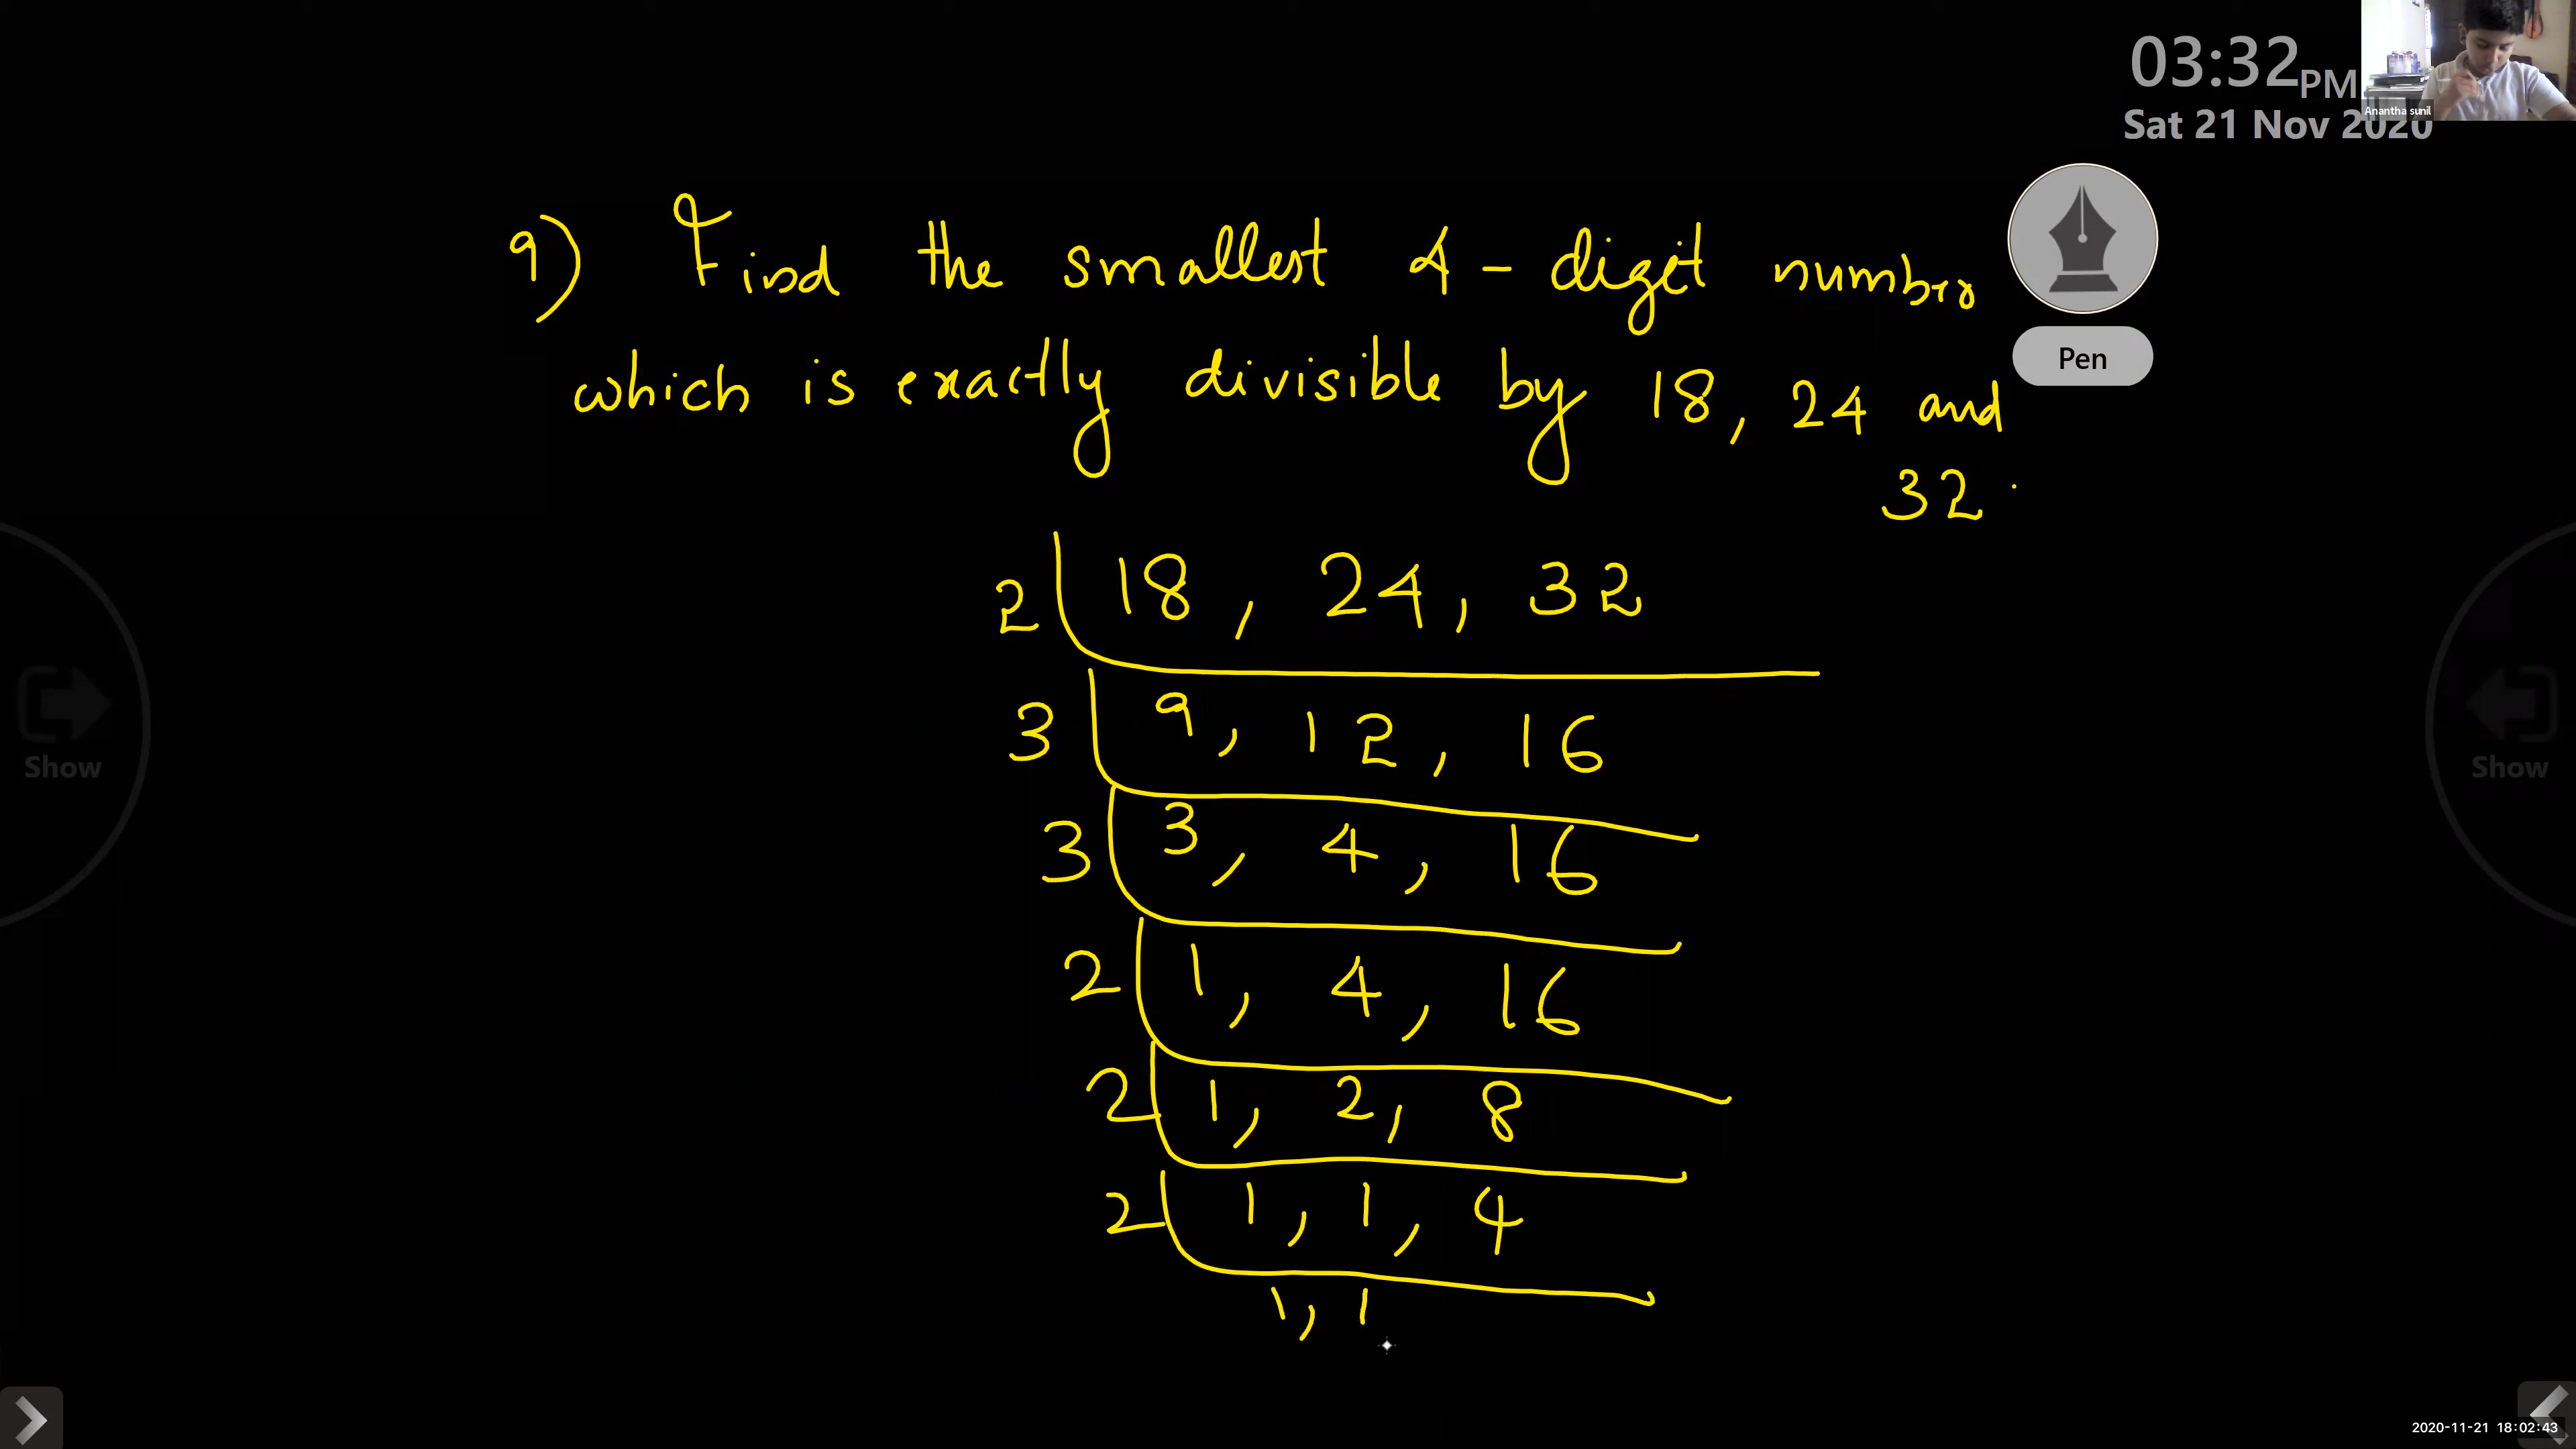 03:32 PM
Anantha sunil
Sat 21 Nov 2020
9) Find the smallest 4-digit number
Pen
which is exactly divisible by 18, 24 and
32.
2 18, 24, 32
3 9, 12, 16
Show
Show
3 3, 4, 16
2 1, 4, 16
2 1, 2, 8
2 1, 1, 4
1, 1
2020-11-21 18:02:43